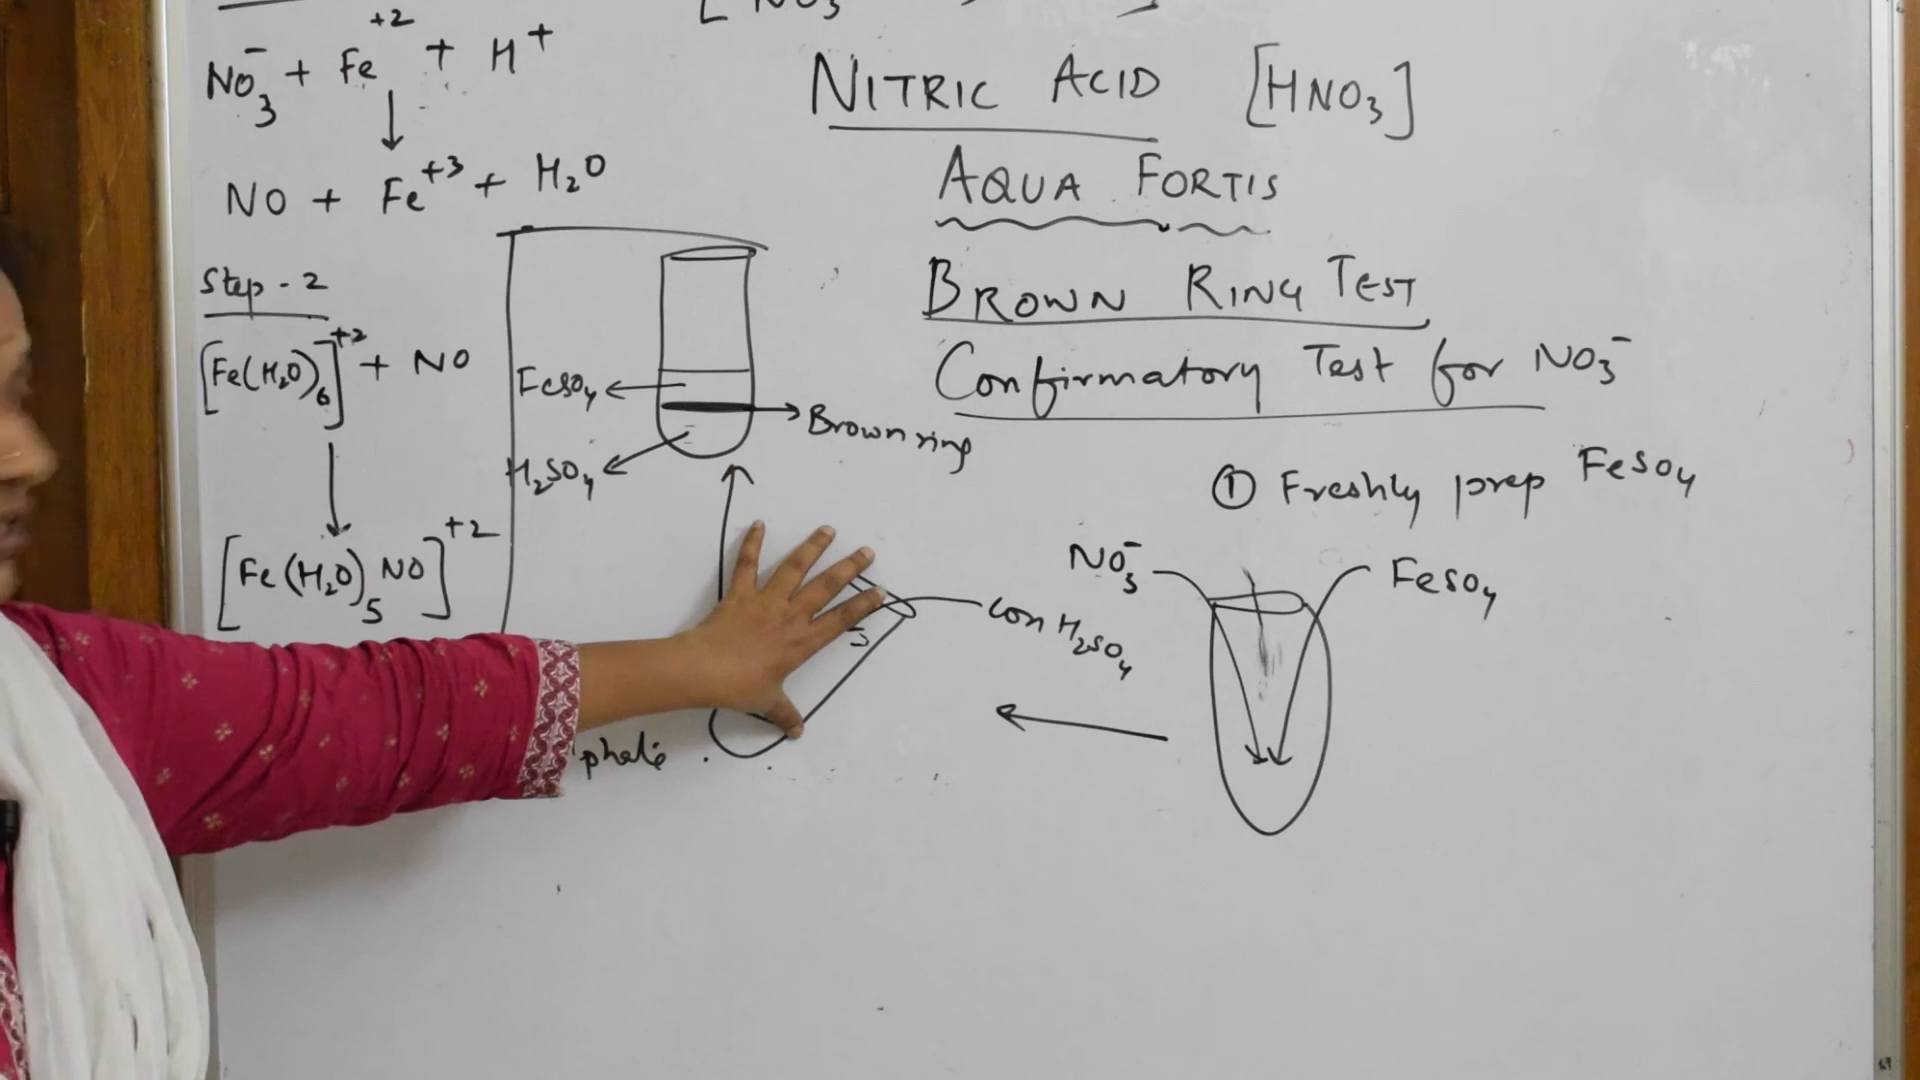 NO₃⁻ + Fe⁺² + H⁺
↓
NO + Fe⁺³ + H₂O
Step - 2
[Fe(H₂O)₆]⁺² + NO
↓
[Fe(H₂O)₅NO]⁺²
FeSO₄
Brown ring
H₂SO₄
phate
NO₃
NITRIC ACID [HNO₃]
AQUA FORTIS
BROWN RING TEST
Confirmatory Test for NO₃⁻
① Freshly prep FeSO₄
NO₃⁻
FeSO₄
con H₂SO₄